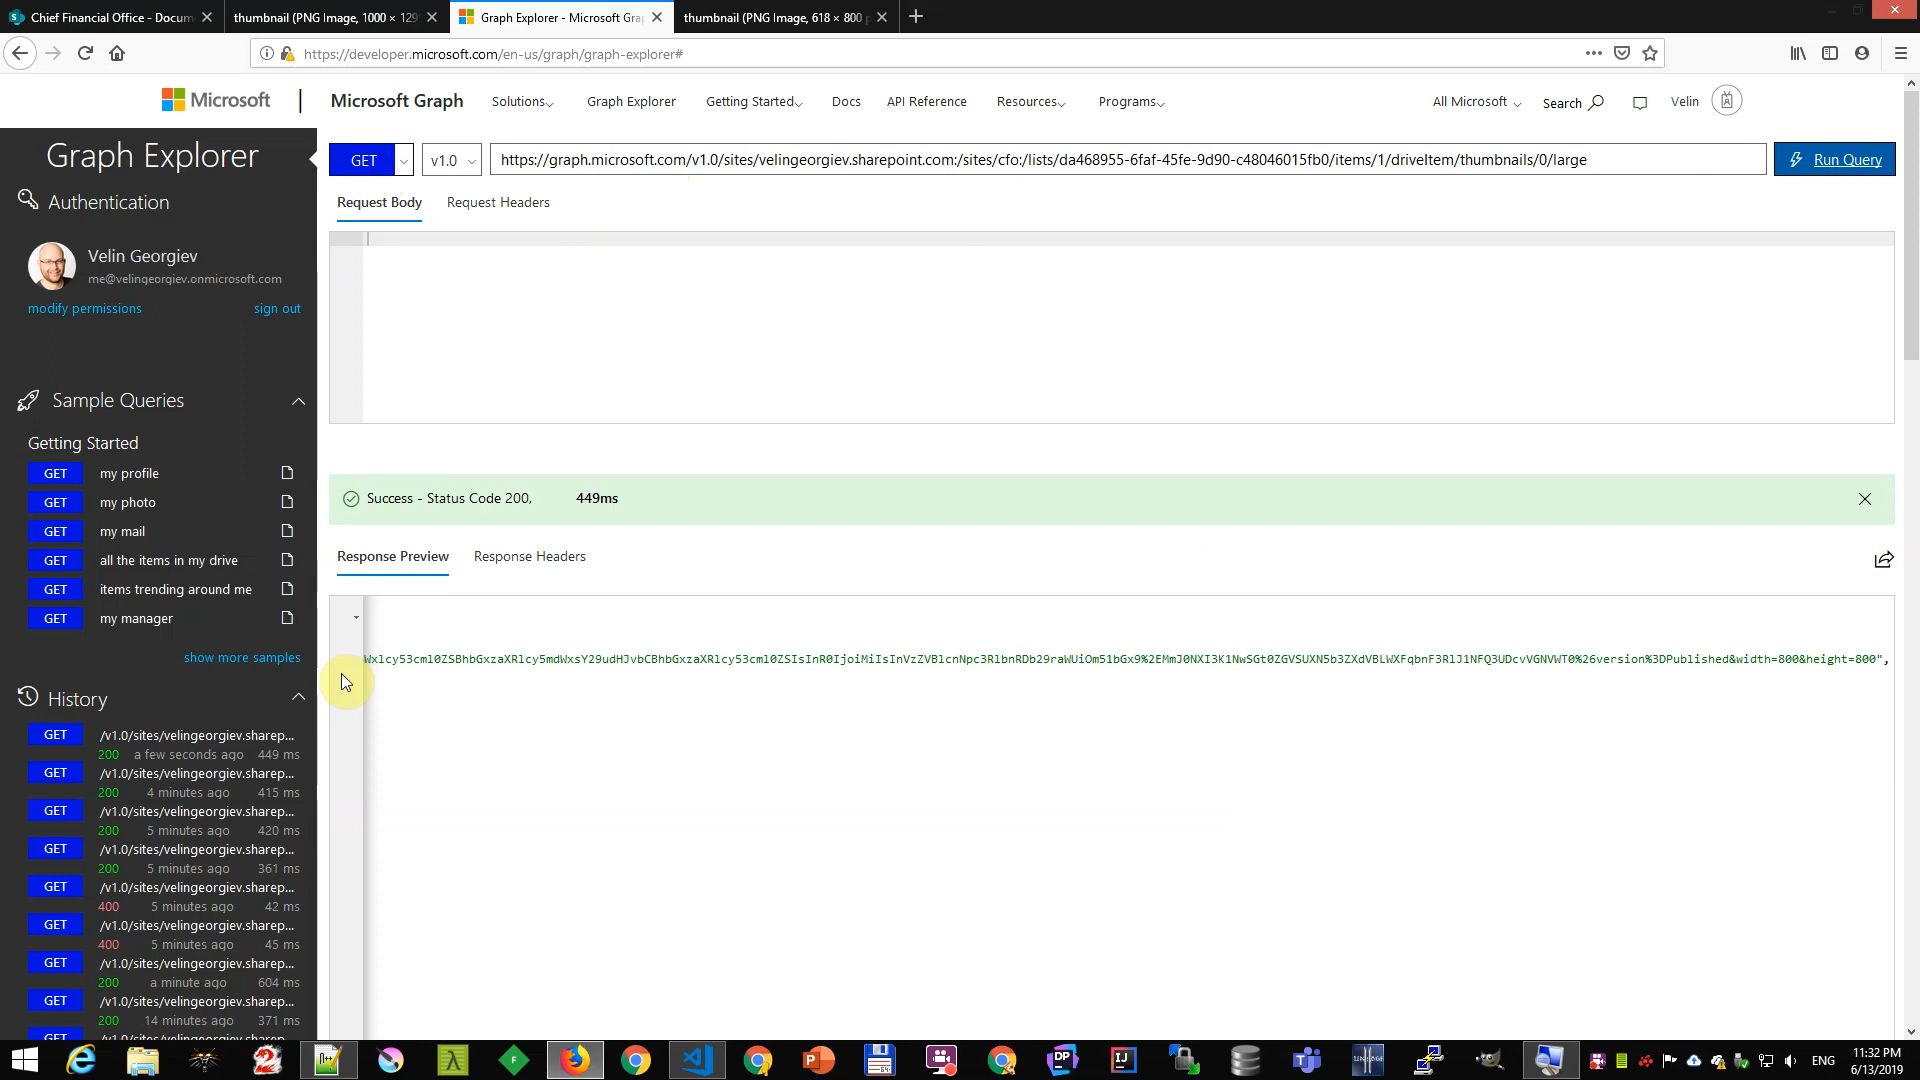 Chief Financial Office - Docum
thumbnail (PNG Image, 1000 × 129
Graph Explorer - Microsoft Gra
thumbnail (PNG Image, 618 × 800 p
https://developer.microsoft.com/en-us/graph/graph-explorer#
Microsoft
Microsoft Graph
Solutions
Graph Explorer
Getting Started
Docs
API Reference
Resources
Programs
All Microsoft
Search
Velin
Graph Explorer
Authentication
Velin Georgiev
me@velingeorgiev.onmicrosoft.com
modify permissions
sign out
Sample Queries
Getting Started
GET my profile
GET my photo
GET my mail
GET all the items in my drive
GET items trending around me
GET my manager
show more samples
History
GET /v1.0/sites/velingeorgiev.sharep...
200 a few seconds ago 449 ms
GET /v1.0/sites/velingeorgiev.sharep...
200 4 minutes ago 415 ms
GET /v1.0/sites/velingeorgiev.sharep...
200 5 minutes ago 420 ms
GET /v1.0/sites/velingeorgiev.sharep...
200 5 minutes ago 361 ms
GET /v1.0/sites/velingeorgiev.sharep...
400 5 minutes ago 42 ms
GET /v1.0/sites/velingeorgiev.sharep...
400 5 minutes ago 45 ms
GET /v1.0/sites/velingeorgiev.sharep...
200 a minute ago 604 ms
GET /v1.0/sites/velingeorgiev.sharep...
200 14 minutes ago 371 ms
GET /v1.0/sites/velingeorgiev.sharep...
GET
v1.0
https://graph.microsoft.com/v1.0/sites/velingeorgiev.sharepoint.com:/sites/cfo:/lists/da468955-6faf-45fe-9d90-c48046015fb0/items/1/driveItem/thumbnails/0/large
Run Query
Request Body
Request Headers
Success - Status Code 200, 449ms
Response Preview
Response Headers
Wxlcy53cml0ZSBhbGxzaXRlcy5mdWxsY29udHJvbCBhbGxzaXRlcy53cml0ZSIsInR0IjoiMiIsInVzZVBlcnNpc3RlbnRDb29raWUiOm51bGx9%2EMmJ0NXI3K1NwSGt0ZGVSUXN5b3ZXdVBLWXFqbnF3RlJ1NFQ3UDcvVGNVWT0%26version%3DPublished&width=800&height=800",
λ
F
DP
IJ
ENG
11:32 PM
6/13/2019